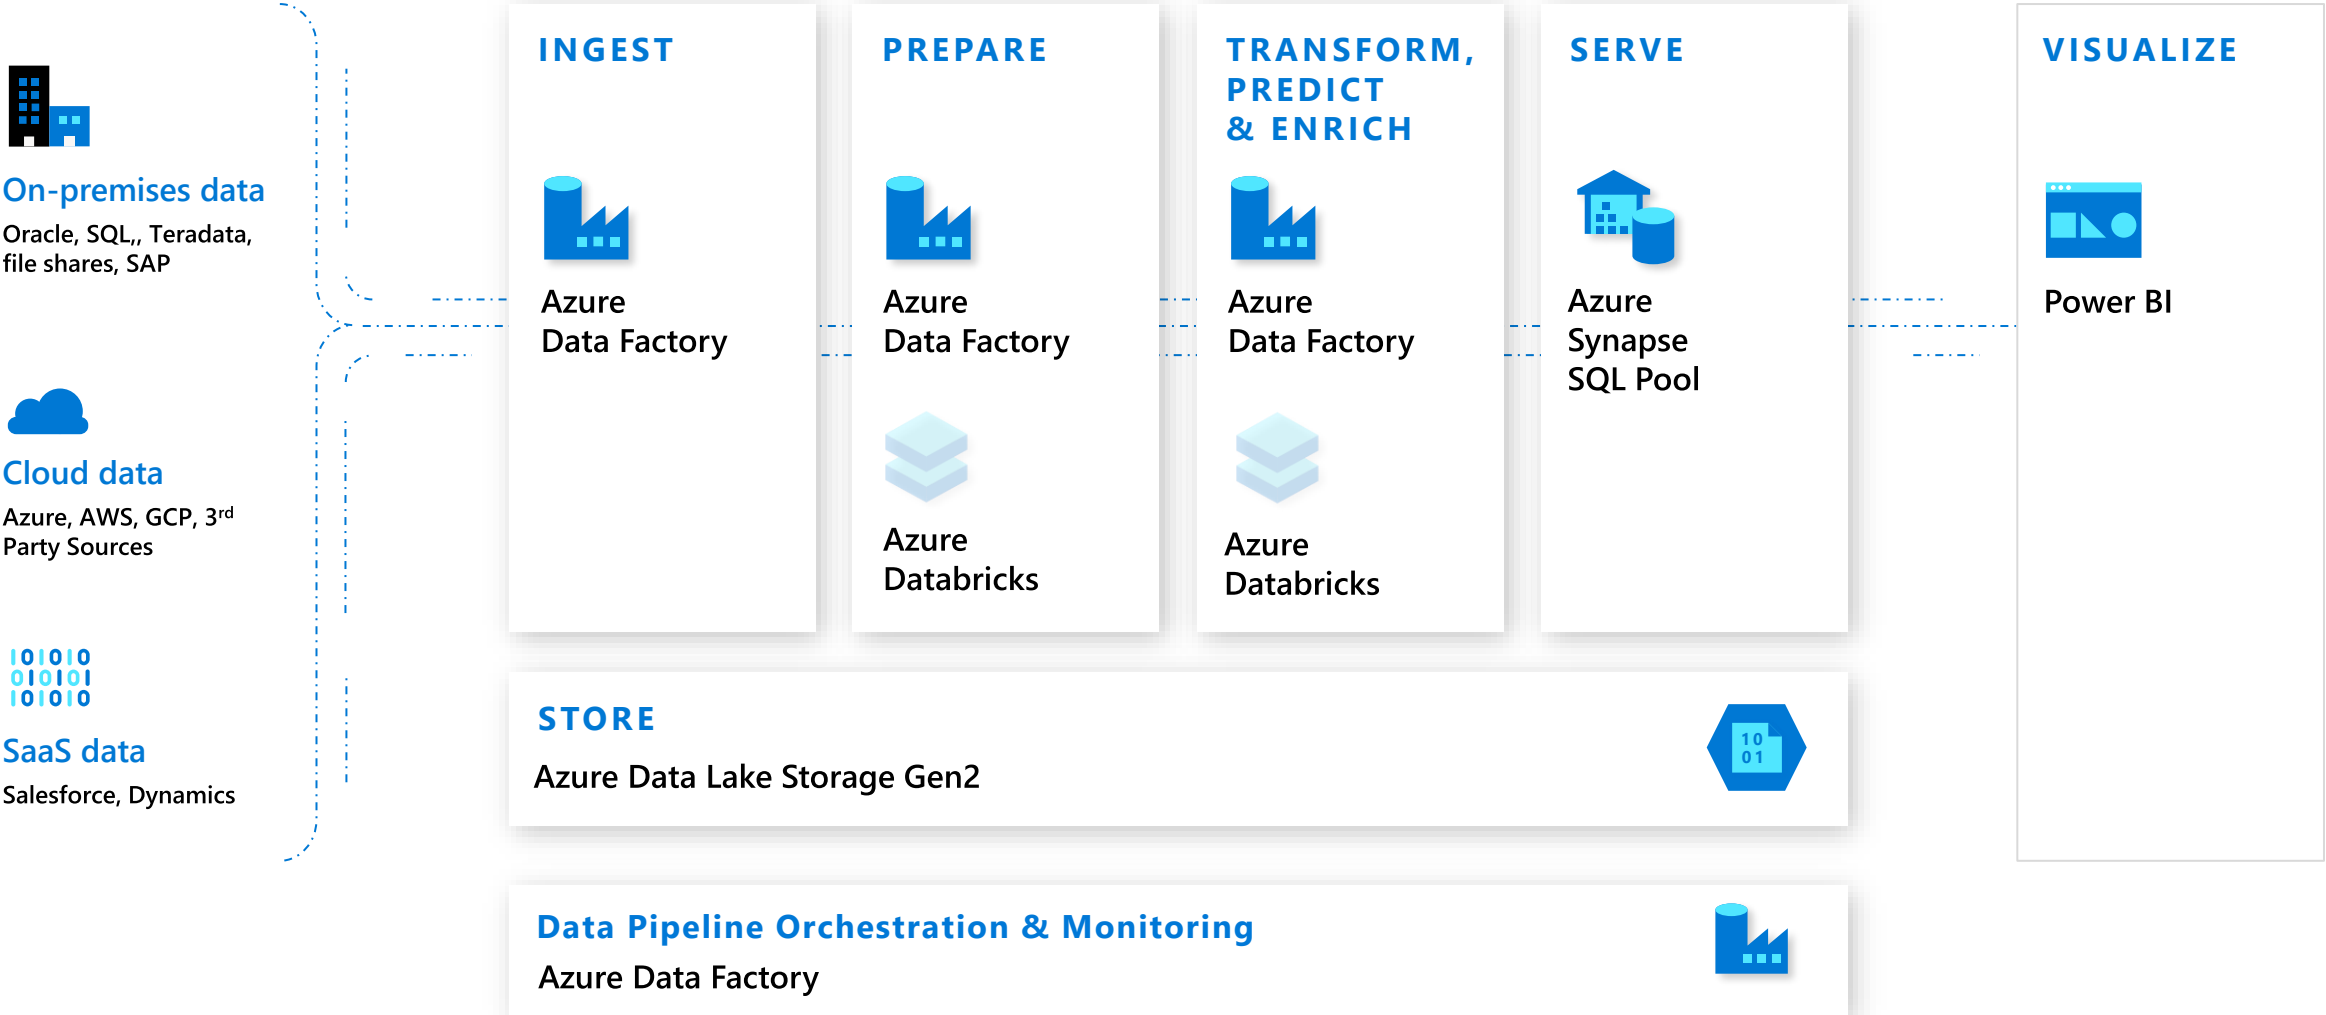 On-premises data
Oracle, SQL,, Teradata,
file shares, SAP
Cloud data
Azure, AWS, GCP, 3rd
Party Sources
101010
010101
101010
SaaS data
Salesforce, Dynamics
INGEST
Azure
Data Factory
PREPARE
Azure
Data Factory
Azure
Databricks
TRANSFORM,
PREDICT
& ENRICH
Azure
Data Factory
Azure
Databricks
SERVE
Azure
Synapse
SQL Pool
VISUALIZE
Power BI
STORE
Azure Data Lake Storage Gen2
10
01
Data Pipeline Orchestration & Monitoring
Azure Data Factory